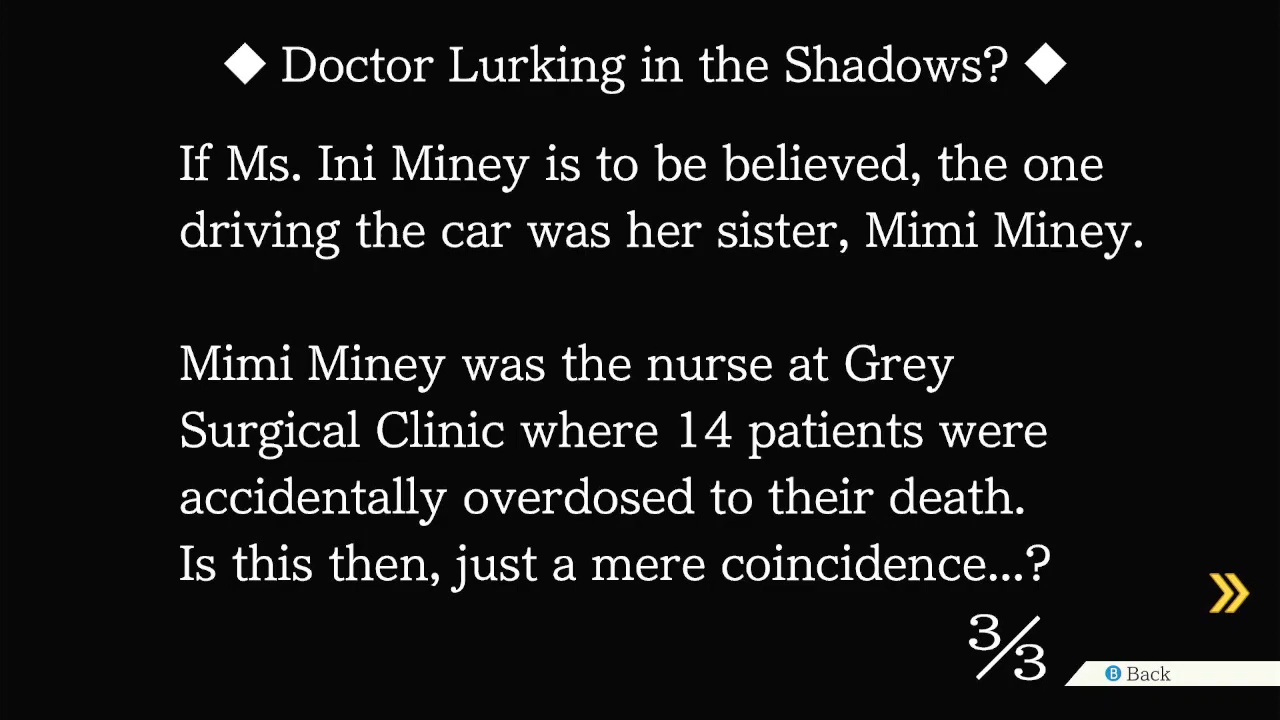 ◆ Doctor Lurking in the Shadows? ◆
If Ms. Ini Miney is to be believed, the one
driving the car was her sister, Mimi Miney.
Mimi Miney was the nurse at Grey
Surgical Clinic where 14 patients were
accidentally overdosed to their death.
Is this then, just a mere coincidence...?
3/3
B Back